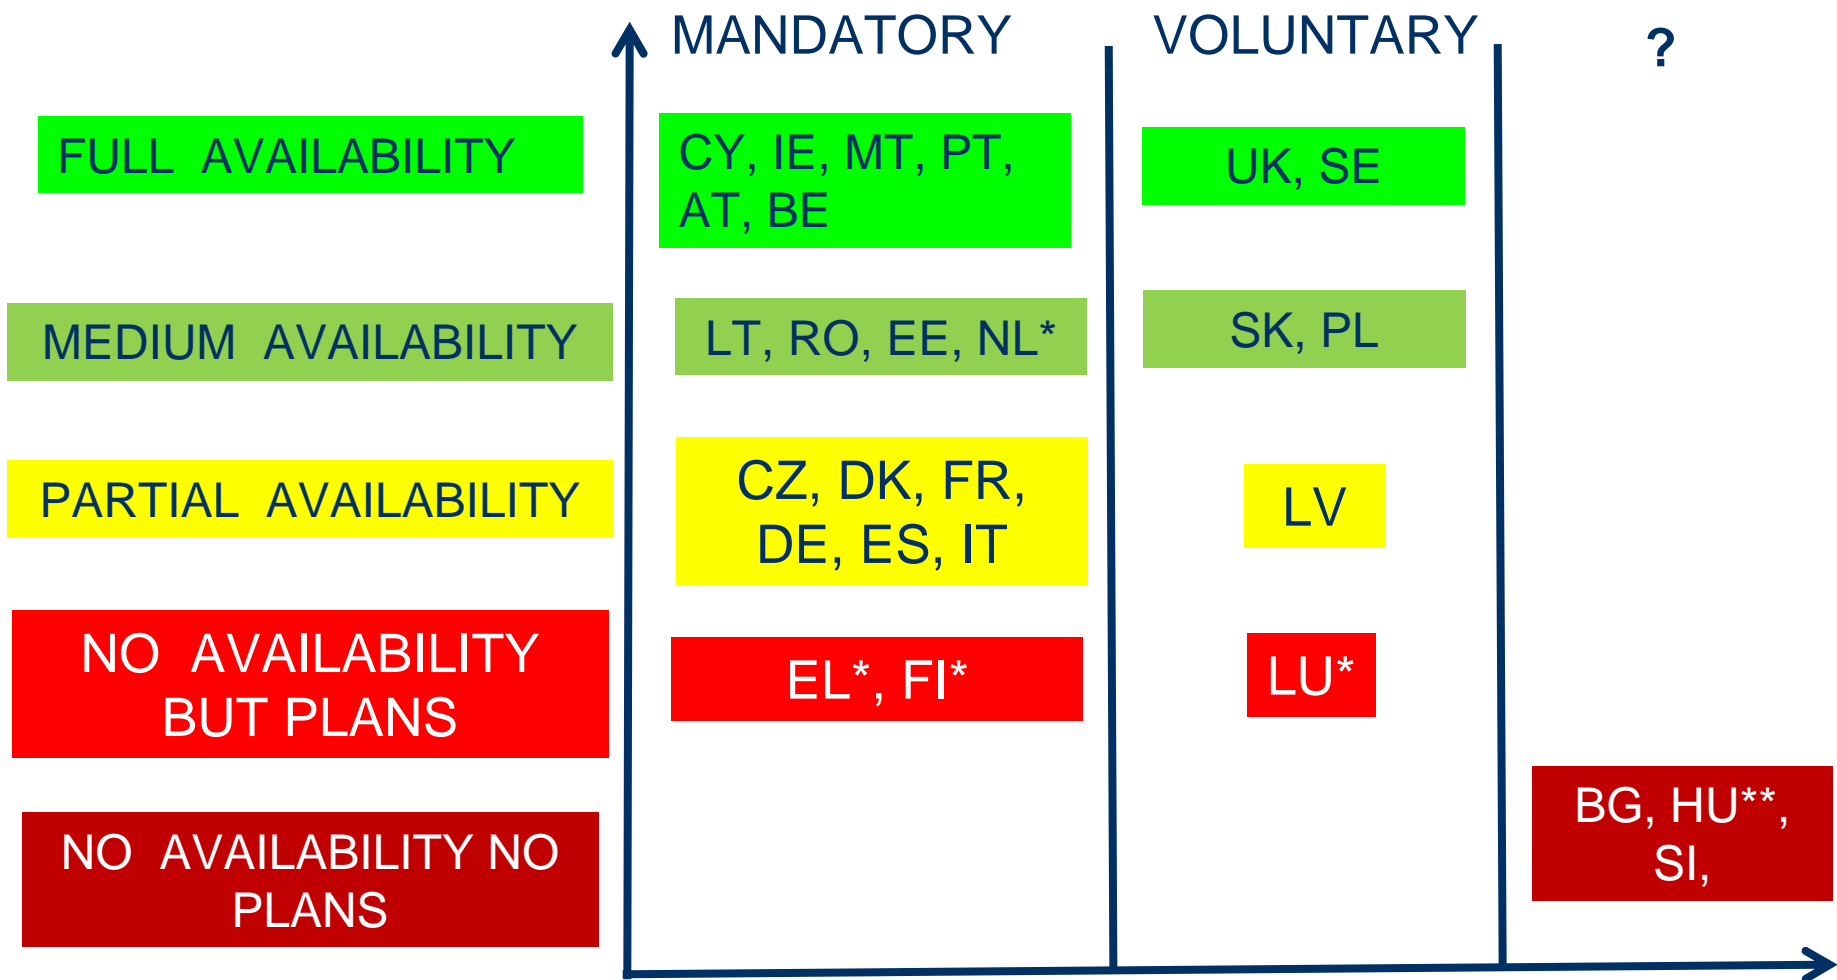 MANDATORY VOLUNTARY ?
FULL AVAILABILITY
CY, IE, MT, PT,
AT, BE
UK, SE
MEDIUM AVAILABILITY
LT, RO, EE, NL*
SK, PL
PARTIAL AVAILABILITY
CZ, DK, FR,
DE, ES, IT
LV
NO AVAILABILITY
BUT PLANS
EL*, FI*
LU*
NO AVAILABILITY NO
PLANS
BG, HU**,
SI,